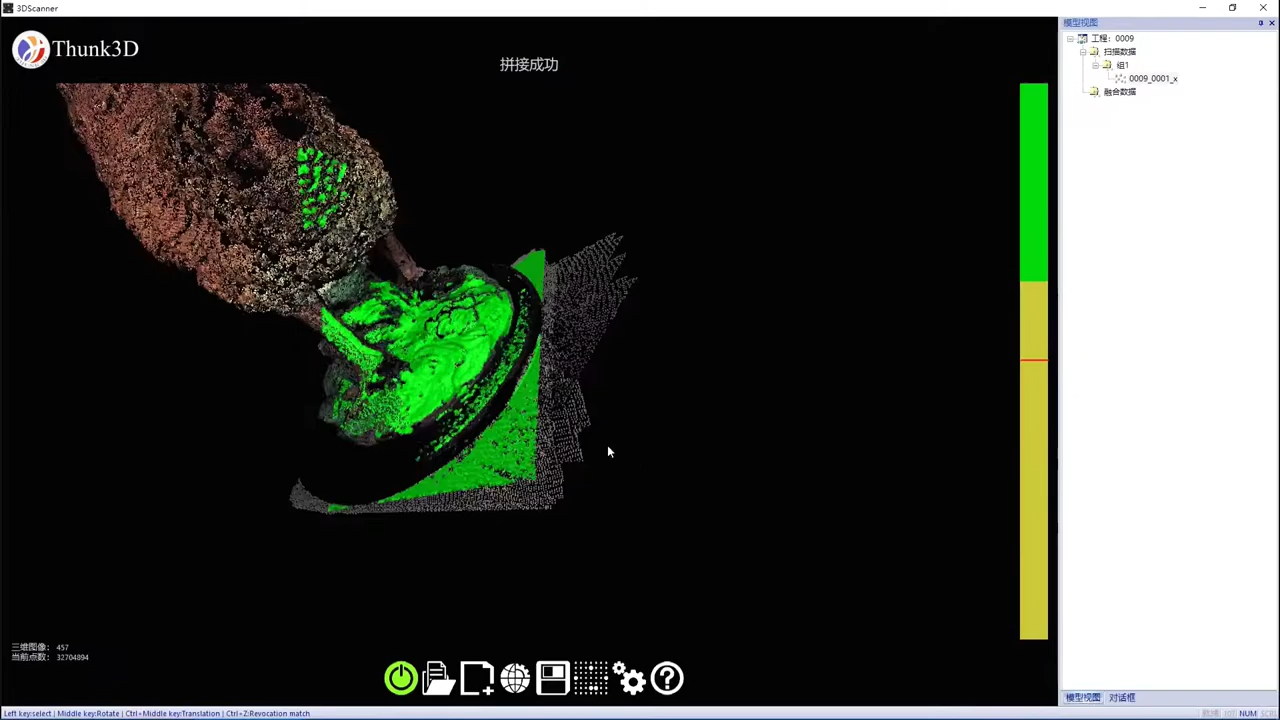 3DScanner
Thunk3D
拼接成功
模型视图
工程：0009
扫描数据
组1
0009_0001_x
融合数据
三维图像： 457
当前点数： 32704894
模型视图 对话框
Left key:select | Middle key:Rotate | Ctrl+Middle key:Translation | Ctrl+Z:Revocation match
NUM